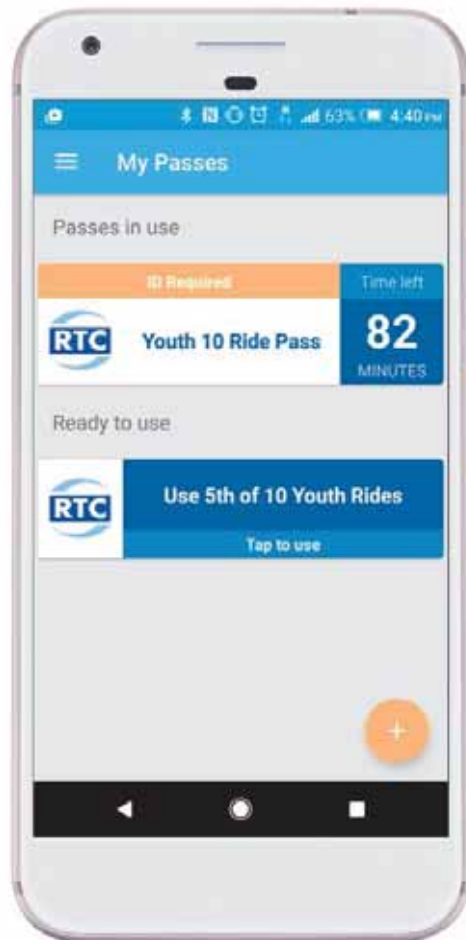 63% 4:40 PM
My Passes
Passes in use
ID Required
Time left
RTC
Youth 10 Ride Pass
82
MINUTES
Ready to use
RTC
Use 5th of 10 Youth Rides
Tap to use
+